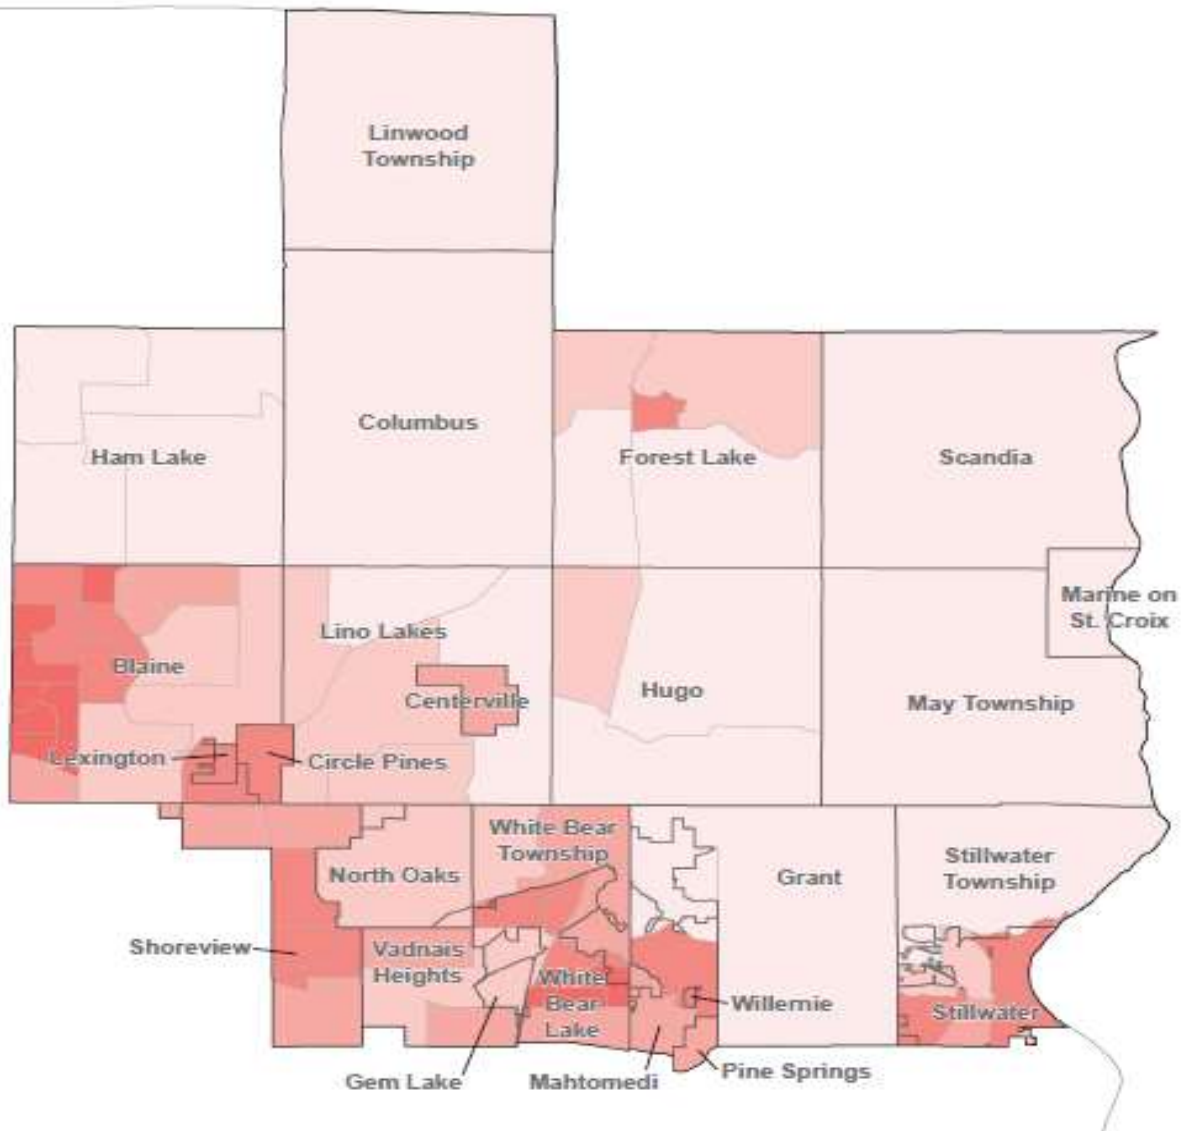 Linwood
Township
Columbus
Ham Lake
Forest Lake
Scandia
Marine on
St. Croix
Lino Lakes
Blaine
Hugo
Centerville
May Township
Lexington
Circle Pines
White Bear
Township
North Oaks
Grant
Stillwater
Township
Shoreview
Vadnais
Heights
White
Bear
Lake
Willernie
Stillwater
Gem Lake
Mahtomedi
Pine Springs